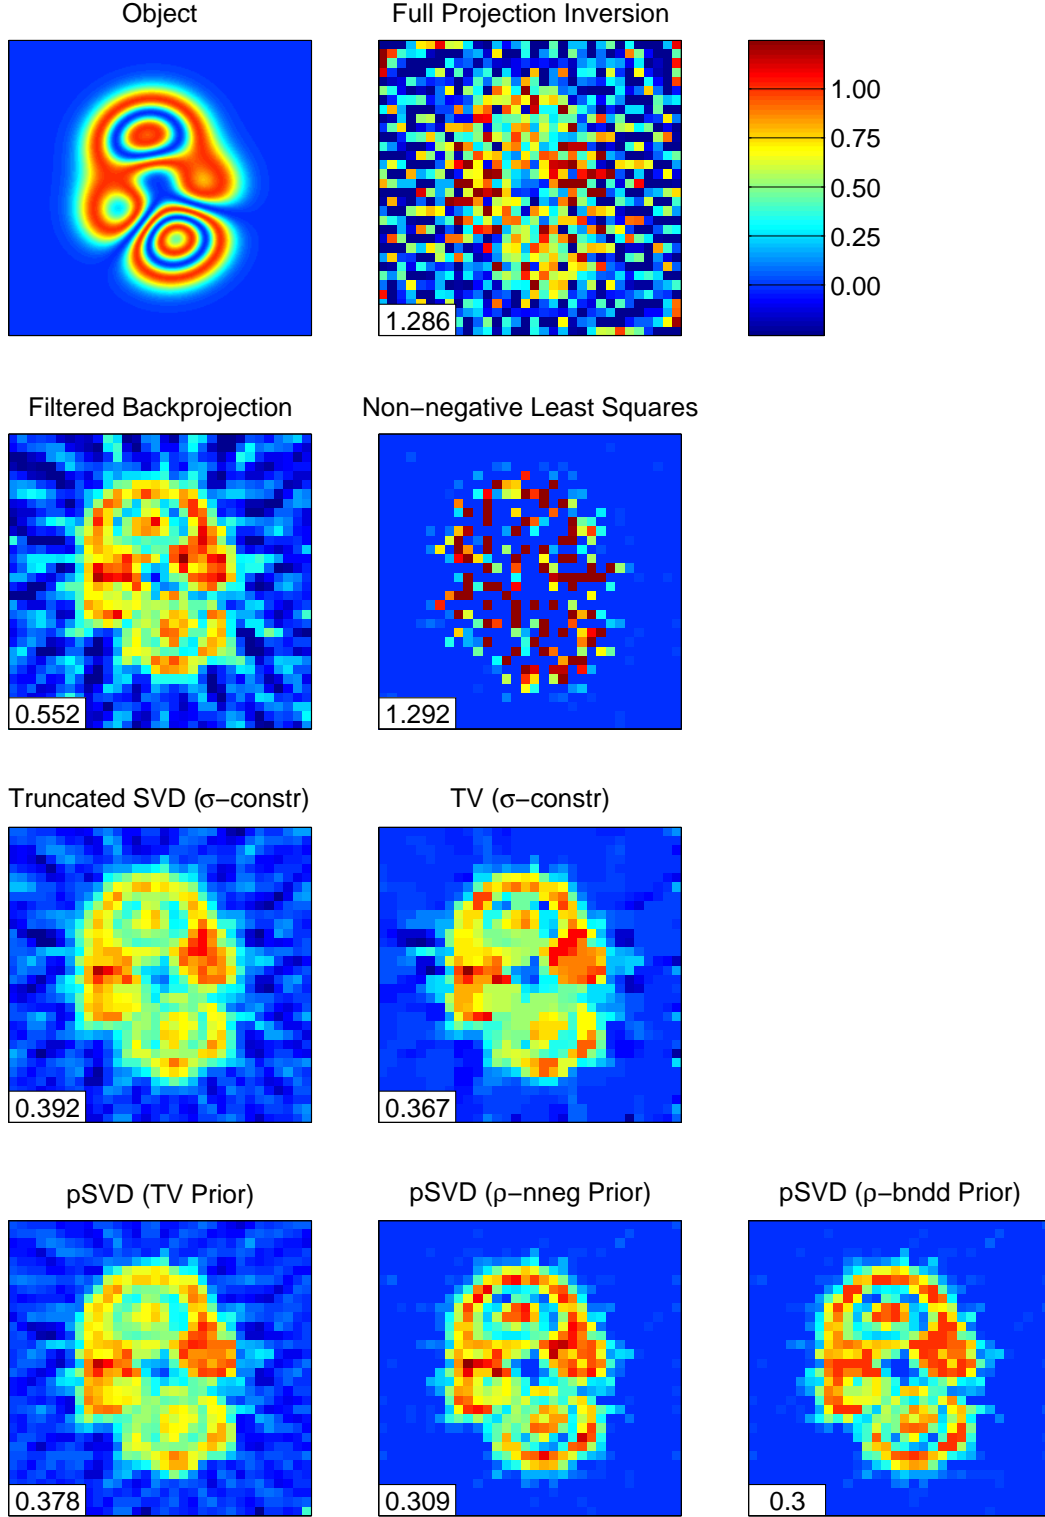 Object
Full Projection Inversion
1.00
0.75
0.50
0.25
0.00
1.286
Filtered Backprojection
Non−negative Least Squares
0.552
1.292
Truncated SVD (σ−constr)
TV (σ−constr)
0.392
0.367
pSVD (TV Prior)
pSVD (ρ−nneg Prior)
pSVD (ρ−bndd Prior)
0.378
0.309
0.3